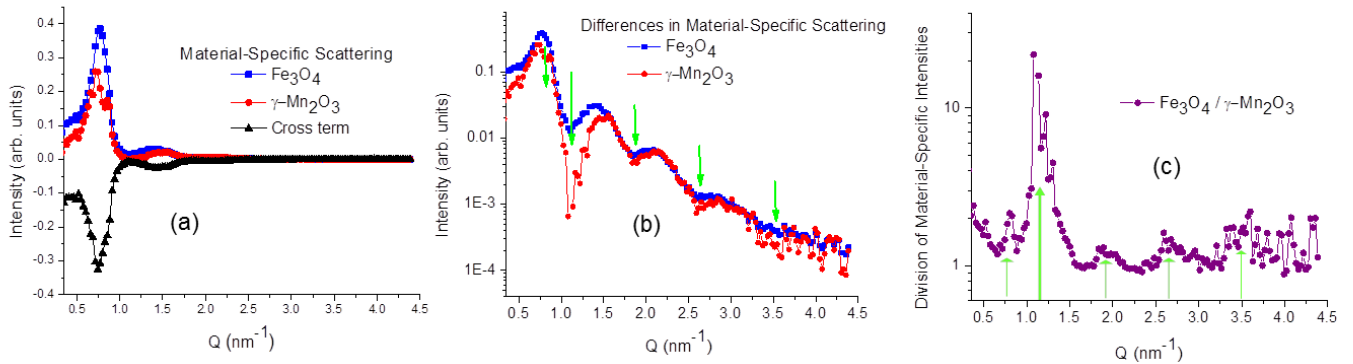 0.4
0.3
0.2
0.1
0.0
-0.1
-0.2
-0.3
0.4
0.5 1.0 1.5 2.0 2.5 3.0 3.5 4.0 4.5
Intensity (arb. units)
Q (nm⁻¹)
Material-Specific Scattering
Fe₃O₄
γ-Mn₂O₃
Cross term
(a)
0.1
0.01
1E-3
1E-4
0.5 1.0 1.5 2.0 2.5 3.0 3.5 4.0 4.5
Intensity (arb. units)
Q (nm⁻¹)
Differences in Material-Specific Scattering
Fe₃O₄
γ-Mn₂O₃
(b)
10
1
0.5 1.0 1.5 2.0 2.5 3.0 3.5 4.0 4.5
Division of Material-Specific Intensities
Q (nm⁻¹)
Fe₃O₄ / γ-Mn₂O₃
(c)